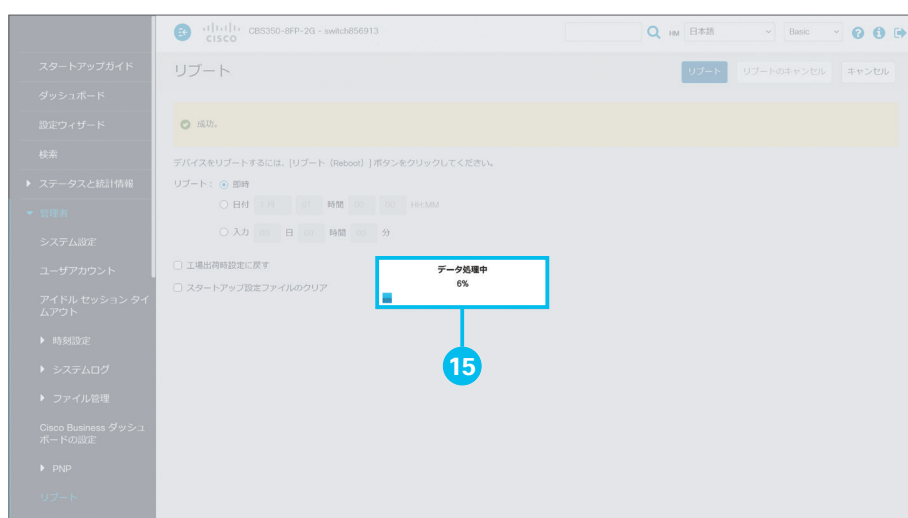 CISCO
CBS350-8FP-2G - switch856913
HM
日本語
Basic
リブート
リブート
リブートのキャンセル
キャンセル
成功。
デバイスをリブートするには、[リブート（Reboot）] ボタンをクリックしてください。
リブート： 即時
日付 1月 01 時間 00 00 HH:MM
入力 00 日 00 時間 00 分
工場出荷時設定に戻す
スタートアップ設定ファイルのクリア
データ処理中
6%
15
スタートアップガイド
ダッシュボード
設定ウィザード
検索
ステータスと統計情報
管理者
システム設定
ユーザアカウント
アイドル セッション タイ
ムアウト
時刻設定
システムログ
ファイル管理
Cisco Business ダッシュ
ボードの設定
PNP
リブート